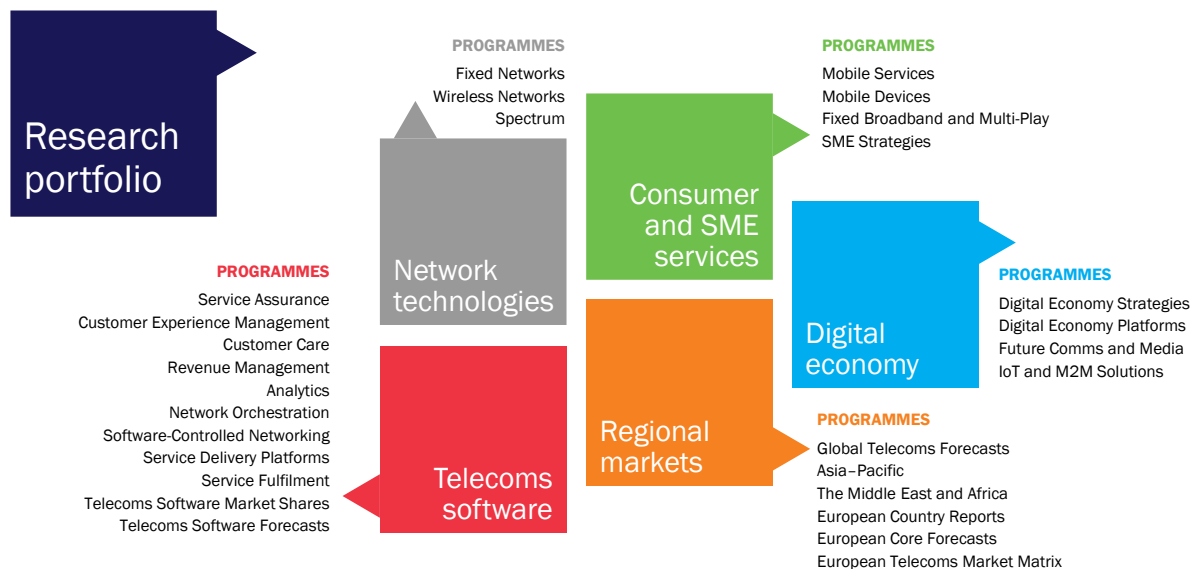 Research
portfolio
PROGRAMMES
Fixed Networks
Wireless Networks
Spectrum
Network
technologies
PROGRAMMES
Mobile Services
Mobile Devices
Fixed Broadband and Multi-Play
SME Strategies
Consumer
and SME
services
PROGRAMMES
Digital Economy Strategies
Digital Economy Platforms
Future Comms and Media
IoT and M2M Solutions
Digital
economy
PROGRAMMES
Service Assurance
Customer Experience Management
Customer Care
Revenue Management
Analytics
Network Orchestration
Software-Controlled Networking
Service Delivery Platforms
Service Fulfilment
Telecoms Software Market Shares
Telecoms Software Forecasts
Telecoms
software
Regional
markets
PROGRAMMES
Global Telecoms Forecasts
Asia–Pacific
The Middle East and Africa
European Country Reports
European Core Forecasts
European Telecoms Market Matrix